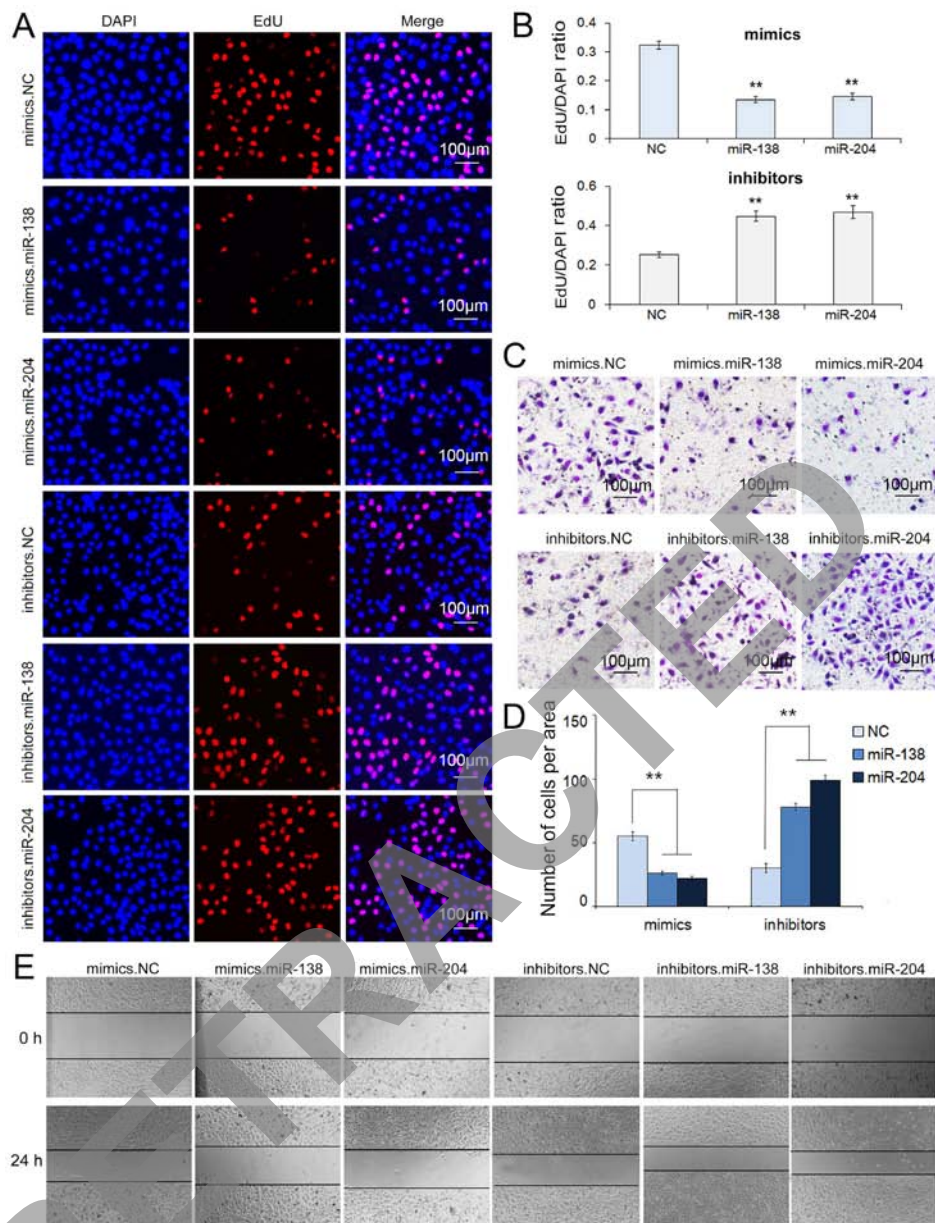 A
DAPI
EdU
Merge
mimics.NC
100µm
mimics.miR-138
100µm
mimics.miR-204
100µm
inhibitors.NC
100µm
inhibitors.miR-138
100µm
inhibitors.miR-204
100µm
B
mimics
EdU/DAPI ratio
0.4
0.3
0.2
0.1
0
**
**
NC
miR-138
miR-204
inhibitors
EdU/DAPI ratio
0.6
0.4
0.2
0
**
**
NC
miR-138
miR-204
C
mimics.NC
mimics.miR-138
mimics.miR-204
100µm
100µm
100µm
inhibitors.NC
inhibitors.miR-138
inhibitors.miR-204
100µm
100µm
100µm
D
Number of cells per area
150
100
50
0
**
**
NC
miR-138
miR-204
mimics
inhibitors
E
mimics.NC
mimics.miR-138
mimics.miR-204
inhibitors.NC
inhibitors.miR-138
inhibitors.miR-204
0 h
24 h
RETRACTED